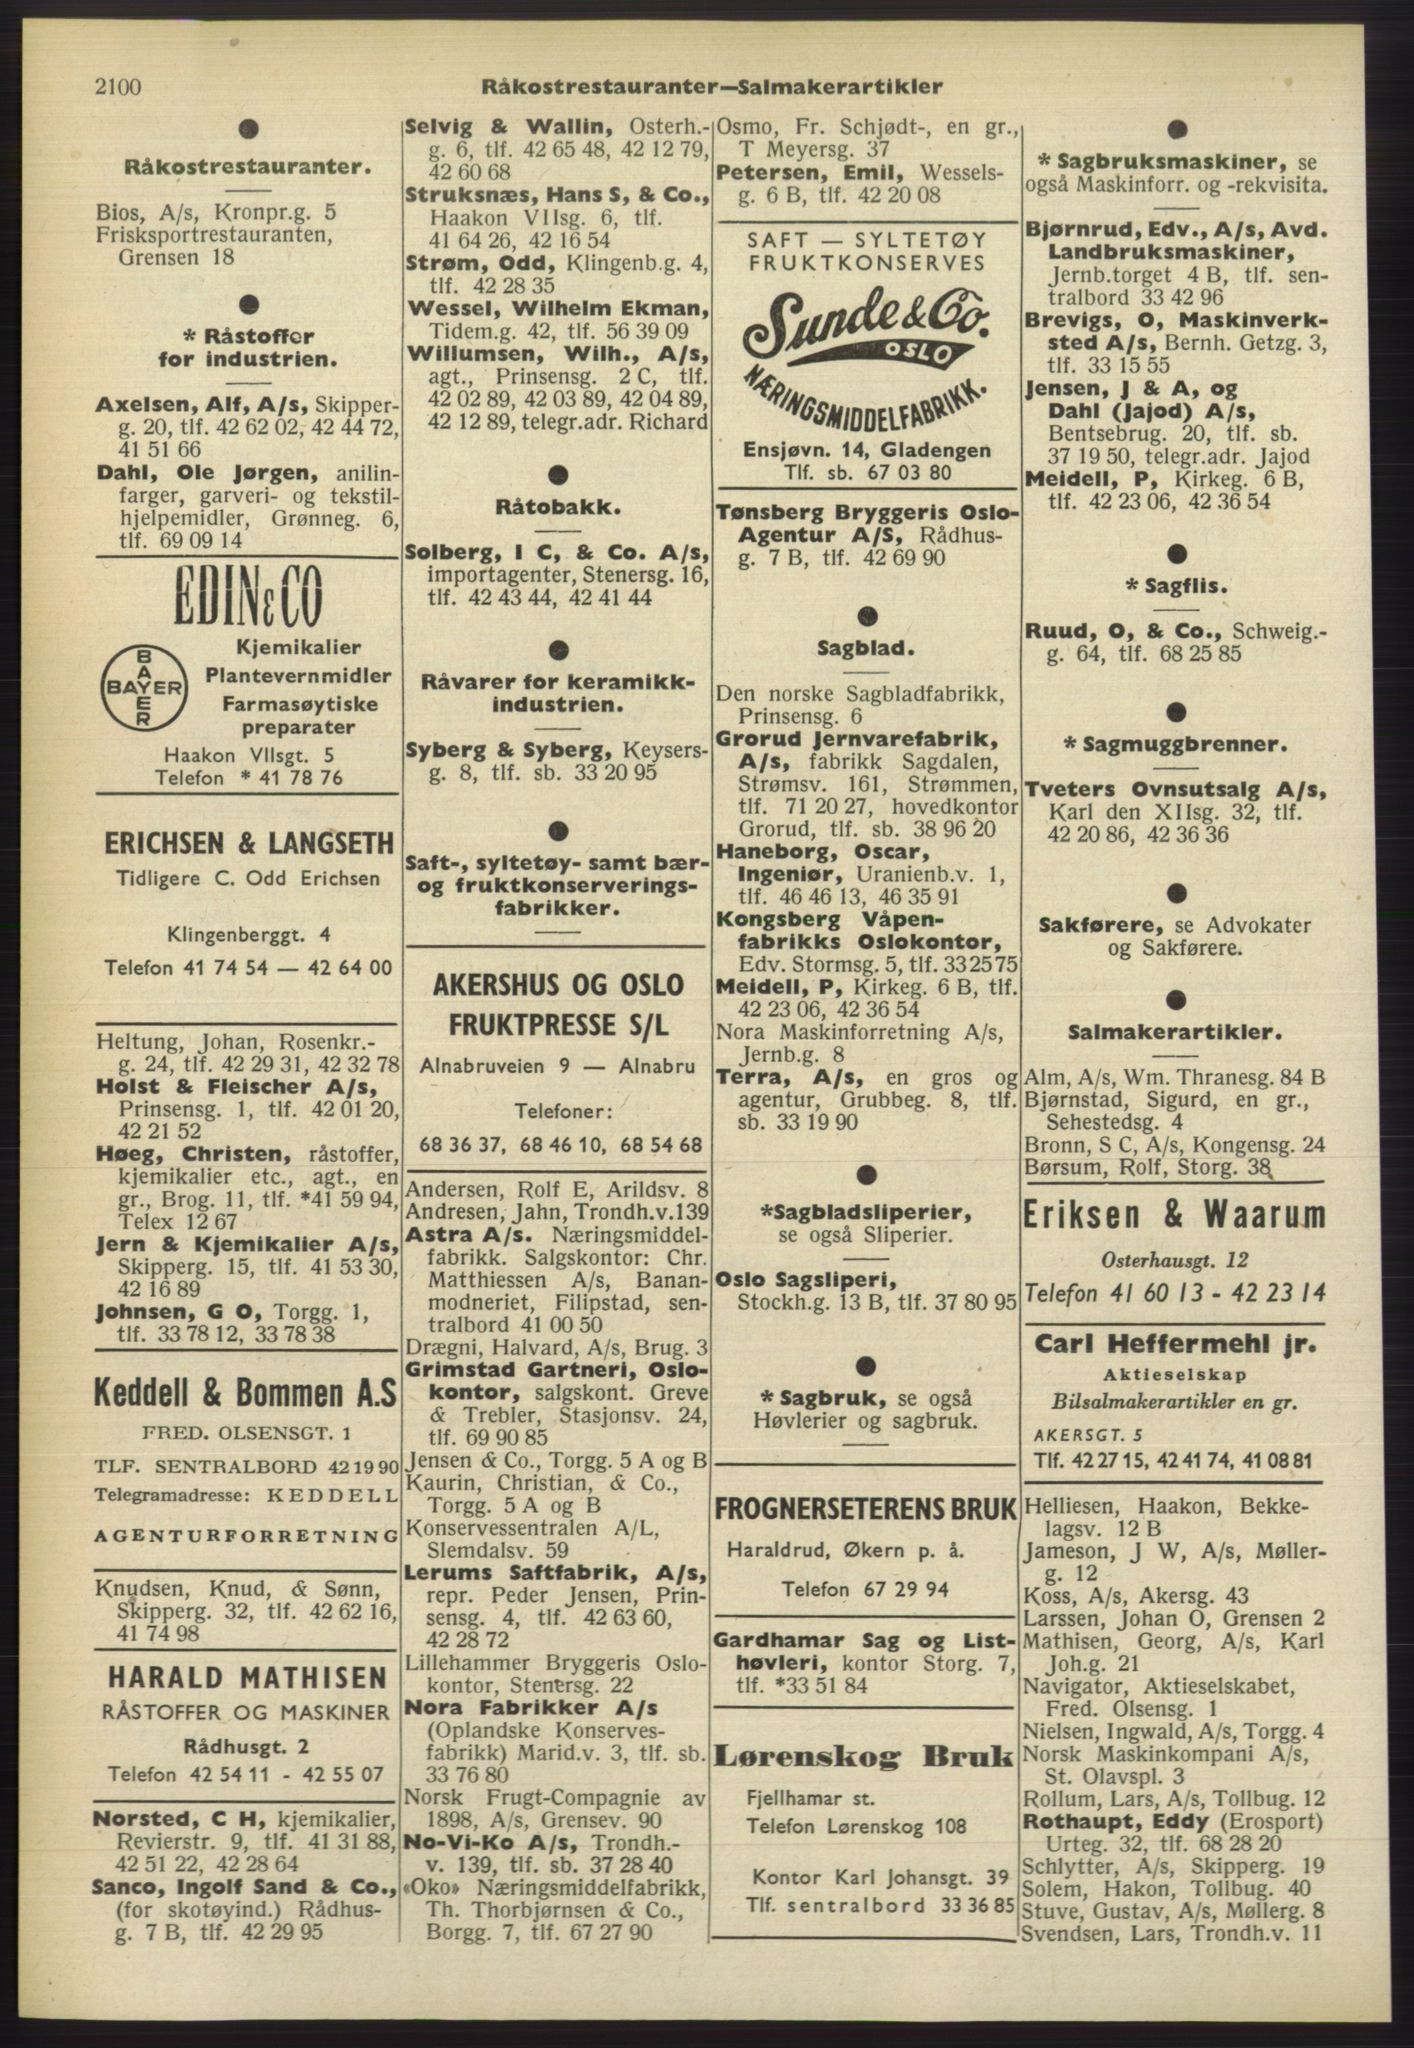 2100
Råkostrestauranter—Salmakerartikler
Råkostrestauranter.
Bios, A/s, Kronpr.g. 5
Frisksportrestauranten,
Grensen 18
* Råstoffer
for industrien.
Axelsen, Alf, A/s, Skipper-
g. 20, tlf. 42 62 02, 42 44 72,
41 51 66
Dahl, Ole Jørgen, anilin-
farger, garveri- og tekstil-
hjelpemidler, Grønneg. 6,
tlf. 69 09 14
EDIN & CO
BAYER
BAYER
Kjemikalier
Plantevernmidler
Farmasøytiske
preparater
Haakon VIIsgt. 5
Telefon * 41 78 76
ERICHSEN & LANGSETH
Tidligere C. Odd Erichsen
Klingenberggt. 4
Telefon 41 74 54 — 42 64 00
Heltung, Johan, Rosenkr.-
g. 24, tlf. 42 29 31, 42 32 78
Holst & Fleischer A/s,
Prinsensg. 1, tlf. 42 01 20,
42 21 52
Høeg, Christen, råstoffer,
kjemikalier etc., agt., en
gr., Brog. 11, tlf. *41 59 94,
Telex 12 67
Jern & Kjemikalier A/s,
Skipperg. 15, tlf. 41 53 30,
42 16 89
Johnsen, G O, Torgg. 1,
tlf. 33 78 12, 33 78 38
Keddell & Bommen A.S
FRED. OLSENSGT. 1
TLF. SENTRALBORD 42 19 90
Telegramadresse: KEDDELL
AGENTURFORRETNING
Knudsen, Knud, & Sønn,
Skipperg. 32, tlf. 42 62 16,
41 74 98
HARALD MATHISEN
RÅSTOFFER OG MASKINER
Rådhusgt. 2
Telefon 42 54 11 - 42 55 07
Norsted, C H, kjemikalier,
Revierstr. 9, tlf. 41 31 88,
42 51 22, 42 28 64
Sanco, Ingolf Sand & Co.,
(for skotøyind.) Rådhus-
g. 7 B, tlf. 42 29 95
Selvig & Wallin, Osterh.-
g. 6, tlf. 42 65 48, 42 12 79,
42 60 68
Struksnæs, Hans S, & Co.,
Haakon VIIsg. 6, tlf.
41 64 26, 42 16 54
Strøm, Odd, Klingenb.g. 4,
tlf. 42 28 35
Wessel, Wilhelm Ekman,
Tidem.g. 42, tlf. 56 39 09
Willumsen, Wilh., A/s,
agt., Prinsensg. 2 C, tlf.
42 02 89, 42 03 89, 42 04 89,
42 12 89, telegr.adr. Richard
Råtobakk.
Solberg, I C, & Co. A/s,
importagenter, Stenersg. 16,
tlf. 42 43 44, 42 41 44
Råvarer for keramikk-
industrien.
Syberg & Syberg, Keysers-
g. 8, tlf. sb. 33 20 95
Saft-, syltetøy- samt bær-
og fruktkonserverings-
fabrikker.
AKERSHUS OG OSLO
FRUKTPRESSE S/L
Alnabruveien 9 — Alnabru
Telefoner:
68 36 37, 68 46 10, 68 54 68
Andersen, Rolf E, Arildsv. 8
Andresen, Jahn, Trondh.v.139
Astra A/s. Næringsmiddel-
fabrikk. Salgskontor: Chr.
Matthiessen A/s, Banan-
modneriet, Filipstad, sen-
tralbord 41 00 50
Drægni, Halvard, A/s, Brug. 3
Grimstad Gartneri, Oslo-
kontor, salgskont. Greve
& Trebler, Stasjonsv. 24,
tlf. 69 90 85
Jensen & Co., Torgg. 5 A og B
Kaurin, Christian, & Co.,
Torgg. 5 A og B
Konservessentralen A/L,
Slemdalsv. 59
Lerums Saftfabrik, A/s,
repr. Peder Jensen, Prin-
sensg. 4, tlf. 42 63 60,
42 28 72
Lillehammer Bryggeris Oslo-
kontor, Stenersg. 22
Nora Fabrikker A/s
(Oplandske Konserves-
fabrikk) Marid.v. 3, tlf. sb.
33 76 80
Norsk Frugt-Compagnie av
1898, A/s, Grensev. 90
No-Vi-Ko A/s, Trondh.-
v. 139, tlf. sb. 37 28 40
«Oko» Næringsmiddelfabrikk,
Th. Thorbjørnsen & Co.,
Borgg. 7, tlf. 67 27 90
Osmo, Fr. Schjødt-, en gr.,
T Meyersg. 37
Petersen, Emil, Wessels-
g. 6 B, tlf. 42 20 08
SAFT — SYLTETØY
FRUKTKONSERVES
Sunde & Co.
OSLO
NÆRINGSMIDDELFABRIKK.
Ensjøvn. 14, Gladengen
Tlf. sb. 67 03 80
Tønsberg Bryggeris Oslo-
Agentur A/S, Rådhus-
g. 7 B, tlf. 42 69 90
Sagblad.
Den norske Sagbladfabrikk,
Prinsensg. 6
Grorud Jernvarefabrik,
A/s, fabrikk Sagdalen,
Strømsv. 161, Strømmen,
tlf. 71 20 27, hovedkontor
Grorud, tlf. sb. 38 96 20
Haneborg, Oscar,
Ingeniør, Uranienb.v. 1,
tlf. 46 46 13, 46 35 91
Kongsberg Våpen-
fabrikks Oslokontor,
Edv. Stormsg. 5, tlf. 33 25 75
Meidell, P, Kirkeg. 6 B, tlf.
42 23 06, 42 36 54
Nora Maskinforretning A/s,
Jernb.g. 8
Terra, A/s, en gros og
agentur, Grubbeg. 8, tlf.
sb. 33 19 90
*Sagbladsliperier,
se også Sliperier.
Oslo Sagsliperi,
Stockh.g. 13 B, tlf. 37 80 95
* Sagbruk, se også
Høvlerier og sagbruk.
FROGNERSETERENS BRUK
Haraldrud, Økern p. å.
Telefon 67 29 94
Gardhamar Sag og List-
høvleri, kontor Storg. 7,
tlf. *33 51 84
Lørenskog Bruk
Fjellhamar st.
Telefon Lørenskog 108
Kontor Karl Johansgt. 39
Tlf. sentralbord 33 36 85
* Sagbruksmaskiner, se
også Maskinforr. og -rekvisita.
Bjørnrud, Edv., A/s, Avd.
Landbruksmaskiner,
Jernb.torget 4 B, tlf. sen-
tralbord 33 42 96
Brevigs, O, Maskinverk-
sted A/s, Bernh. Getzg. 3,
tlf. 33 15 55
Jensen, J & A, og
Dahl (Jajod) A/s,
Bentsebrug. 20, tlf. sb.
37 19 50, telegr.adr. Jajod
Meidell, P, Kirkeg. 6 B,
tlf. 42 23 06, 42 36 54
* Sagflis.
Ruud, O, & Co., Schweig.-
g. 64, tlf. 68 25 85
* Sagmuggbrenner.
Tveters Ovnsutsalg A/s,
Karl den XIIsg. 32, tlf.
42 20 86, 42 36 36
Sakførere, se Advokater
og Sakførere.
Salmakerartikler.
Alm, A/s, Wm. Thranesg. 84 B
Bjørnstad, Sigurd, en gr.,
Sehestedsg. 4
Bronn, S C, A/s, Kongensg. 24
Børsum, Rolf, Storg. 38
Eriksen & Waarum
Osterhausgt. 12
Telefon 41 60 13 - 42 23 14
Carl Heffermehl jr.
Aktieselskap
Bilsalmakerartikler en gr.
AKERSGT. 5
Tlf. 42 27 15, 42 41 74, 41 08 81
Helliesen, Haakon, Bekke-
lagsv. 12 B
Jameson, J W, A/s, Møller-
g. 12
Koss, A/s, Akersg. 43
Larssen, Johan O, Grensen 2
Mathisen, Georg, A/s, Karl
Joh.g. 21
Navigator, Aktieselskabet,
Fred. Olsensg. 1
Nielsen, Ingwald, A/s, Torgg. 4
Norsk Maskinkompani A/s,
St. Olavspl. 3
Rollum, Lars, A/s, Tollbug. 12
Rothaupt, Eddy (Erosport)
Urteg. 32, tlf. 68 28 20
Schlytter, A/s, Skipperg. 19
Solem, Hakon, Tollbug. 40
Stuve, Gustav, A/s, Møllerg. 8
Svendsen, Lars, Trondh.v. 11